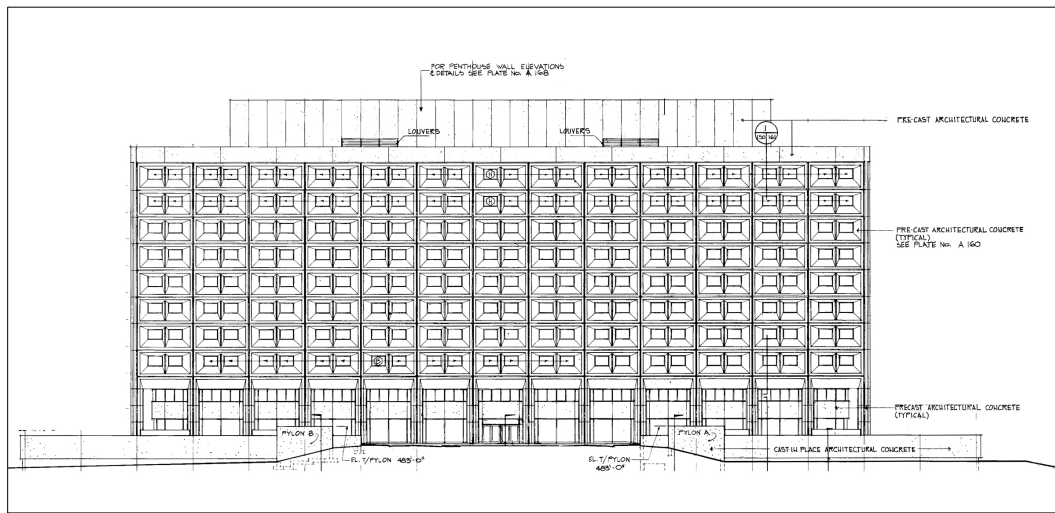 FOR PENTHOUSE WALL ELEVATIONS
& DETAILS SEE PLATE No. A 168
LOUVERS
LOUVERS
PRE-CAST ARCHITECTURAL CONCRETE
PRE-CAST ARCHITECTURAL CONCRETE
(TYPICAL)
SEE PLATE No. A 160
PRECAST ARCHITECTURAL CONCRETE
(TYPICAL)
PYLON B
PYLON A
CAST-IN PLACE ARCHITECTURAL CONCRETE
EL. T/PYLON 483'-0"
EL. T/PYLON
483'-0"